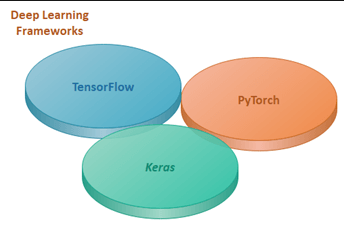 Deep Learning
Frameworks
TensorFlow
PyTorch
Keras